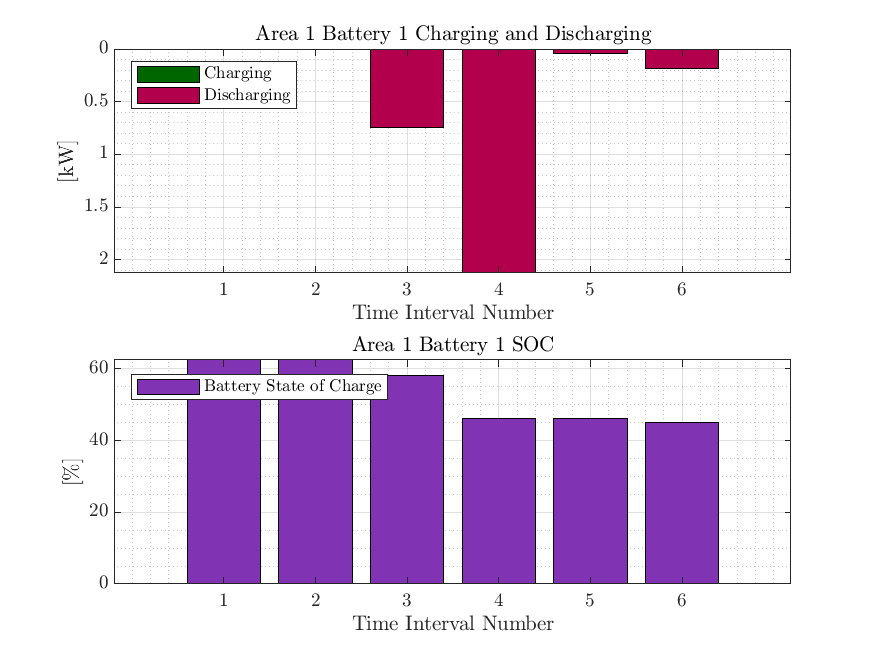 Area 1 Battery 1 Charging and Discharging
0
0.5
1
1.5
2
[kW]
Charging
Discharging
1 2 3 4 5 6
Time Interval Number
Area 1 Battery 1 SOC
60
40
20
0
[%]
Battery State of Charge
1 2 3 4 5 6
Time Interval Number